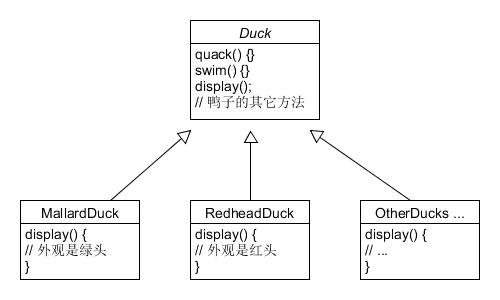 Duck
quack() {}
swim() {}
display();
// 鸭子的其它方法
MallardDuck
display() {
// 外观是绿头
}
RedheadDuck
display() {
// 外观是红头
}
OtherDucks ...
display() {
// ...
}